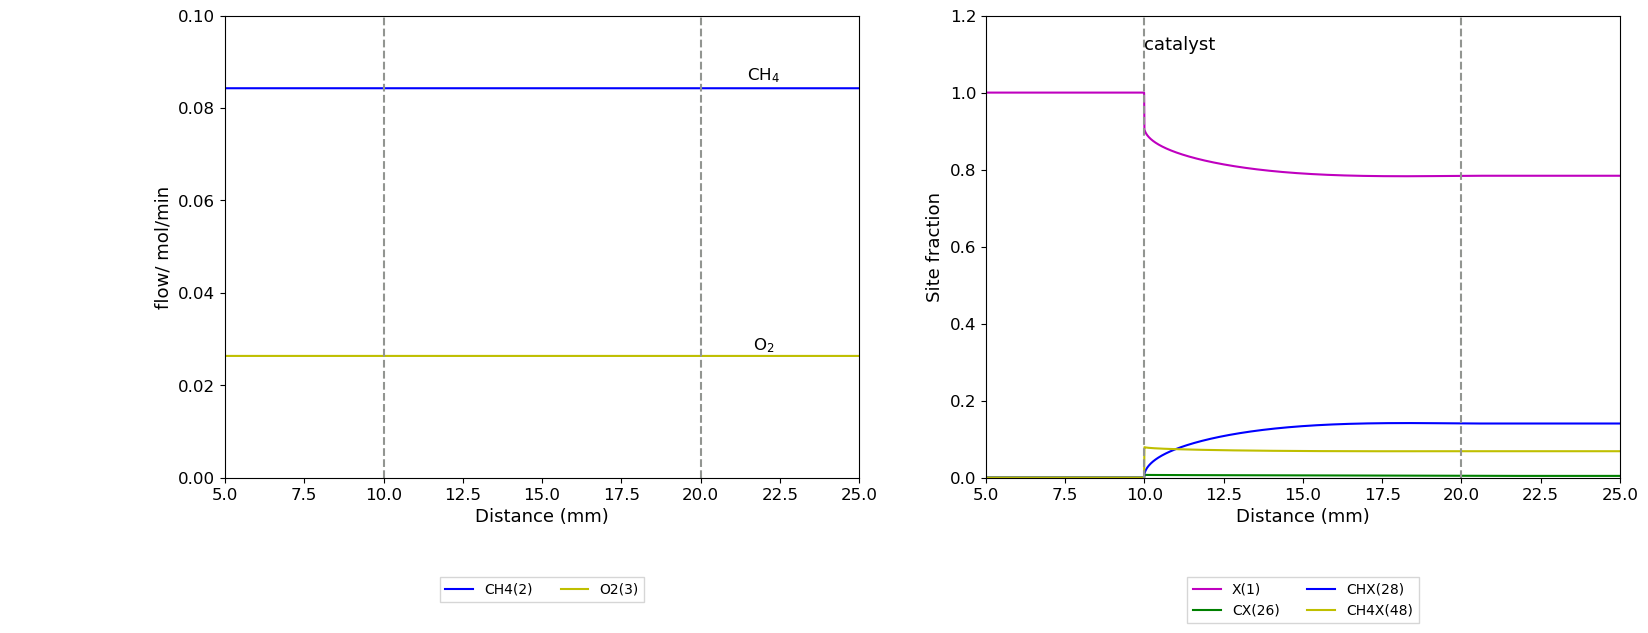 0.10
0.08
0.06
0.04
0.02
0.00
flow/ mol/min
CH4
O2
5.0 7.5 10.0 12.5 15.0 17.5 20.0 22.5 25.0
Distance (mm)
CH4(2) O2(3)
1.2
1.0
0.8
0.6
0.4
0.2
0.0
Site fraction
catalyst
5.0 7.5 10.0 12.5 15.0 17.5 20.0 22.5 25.0
Distance (mm)
X(1) CHX(28)
CX(26) CH4X(48)